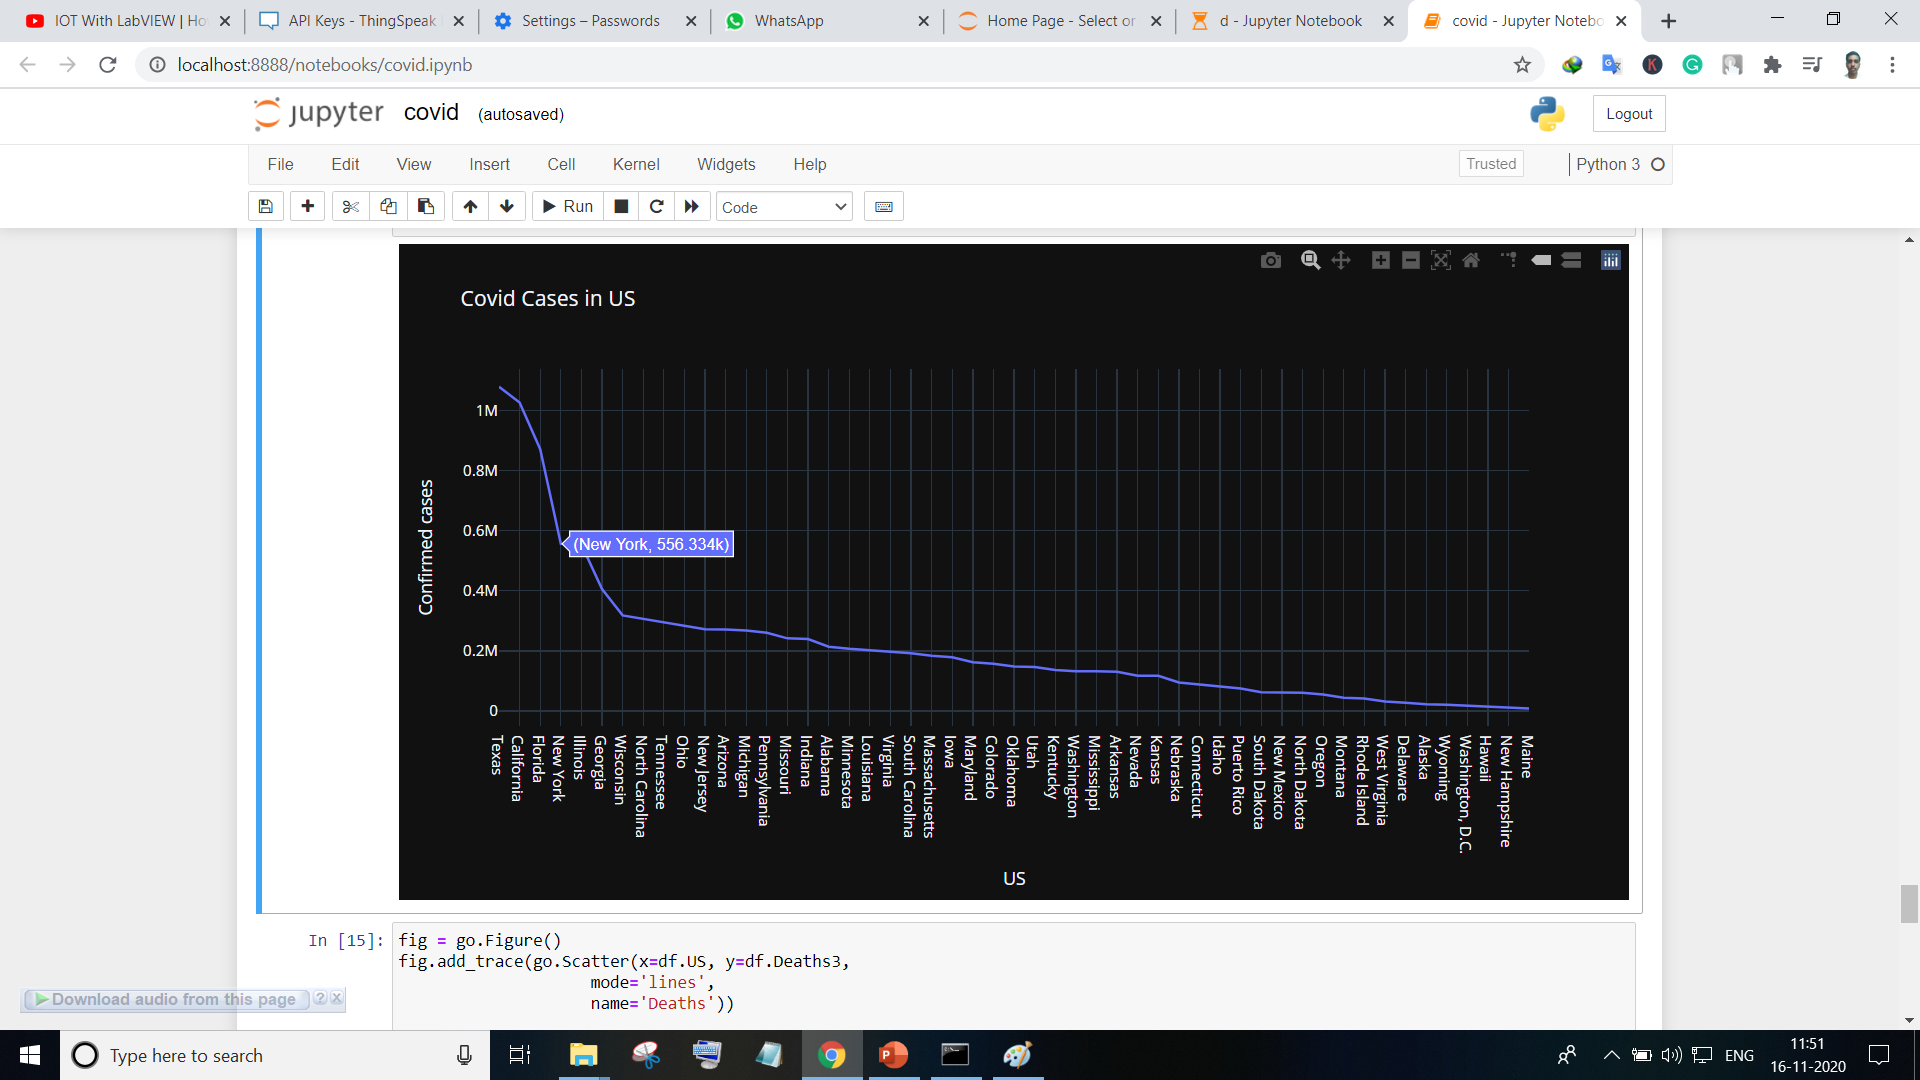 IOT With LabVIEW | Ho
API Keys - ThingSpeak
Settings – Passwords
WhatsApp
Home Page - Select or
d - Jupyter Notebook
covid - Jupyter Notebo
localhost:8888/notebooks/covid.ipynb
jupyter covid (autosaved)
Logout
File Edit View Insert Cell Kernel Widgets Help
Trusted
Python 3
Run
Code
Covid Cases in US
1M
0.8M
0.6M
0.4M
0.2M
0
Confirmed cases
(New York, 556.334k)
Texas
California
Florida
New York
Illinois
Georgia
Wisconsin
North Carolina
Tennessee
Ohio
New Jersey
Arizona
Michigan
Pennsylvania
Missouri
Indiana
Alabama
Minnesota
Louisiana
Virginia
South Carolina
Massachusetts
Iowa
Maryland
Colorado
Oklahoma
Utah
Kentucky
Washington
Mississippi
Arkansas
Nevada
Kansas
Nebraska
Connecticut
Idaho
Puerto Rico
South Dakota
New Mexico
North Dakota
Oregon
Montana
Rhode Island
West Virginia
Delaware
Alaska
Wyoming
Washington, D.C.
Hawaii
New Hampshire
Maine
US
In [15]: fig = go.Figure()
fig.add_trace(go.Scatter(x=df.US, y=df.Deaths3,
mode='lines',
name='Deaths'))
Download audio from this page ? x
Type here to search
ENG
11:51
16-11-2020